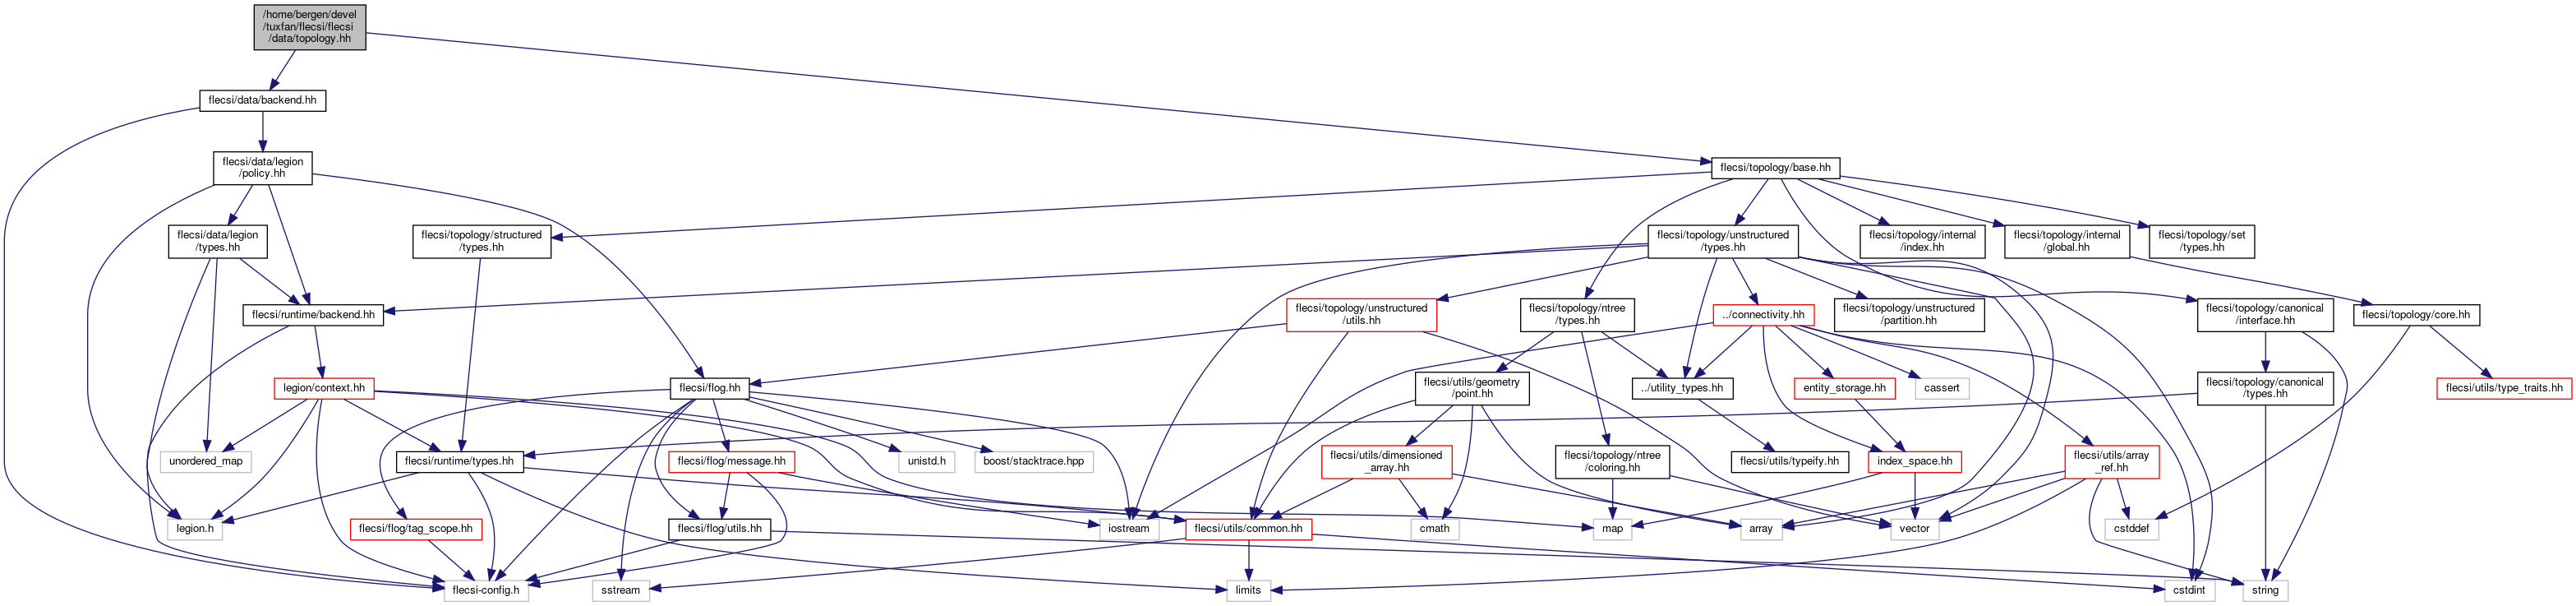 /home/bergen/devel
/tuxfan/flecsi/flecsi
/data/topology.hh
flecsi/data/backend.hh
flecsi/data/legion
/policy.hh
flecsi/topology/base.hh
flecsi/data/legion
/types.hh
flecsi/topology/structured
/types.hh
flecsi/topology/unstructured
/types.hh
flecsi/topology/internal
/index.hh
flecsi/topology/internal
/global.hh
flecsi/topology/set
/types.hh
flecsi/runtime/backend.hh
flecsi/topology/unstructured
/utils.hh
flecsi/topology/ntree
/types.hh
../connectivity.hh
flecsi/topology/unstructured
/partition.hh
flecsi/topology/canonical
/interface.hh
flecsi/topology/core.hh
legion/context.hh
flecsi/flog.hh
flecsi/utils/geometry
/point.hh
../utility_types.hh
entity_storage.hh
cassert
flecsi/topology/canonical
/types.hh
flecsi/utils/type_traits.hh
unordered_map
flecsi/runtime/types.hh
flecsi/flog/message.hh
unistd.h
boost/stacktrace.hpp
flecsi/utils/dimensioned
_array.hh
flecsi/topology/ntree
/coloring.hh
flecsi/utils/typeify.hh
index_space.hh
flecsi/utils/array
_ref.hh
legion.h
flecsi/flog/tag_scope.hh
flecsi/flog/utils.hh
iostream
flecsi/utils/common.hh
cmath
map
array
vector
cstddef
flecsi-config.h
sstream
limits
cstdint
string